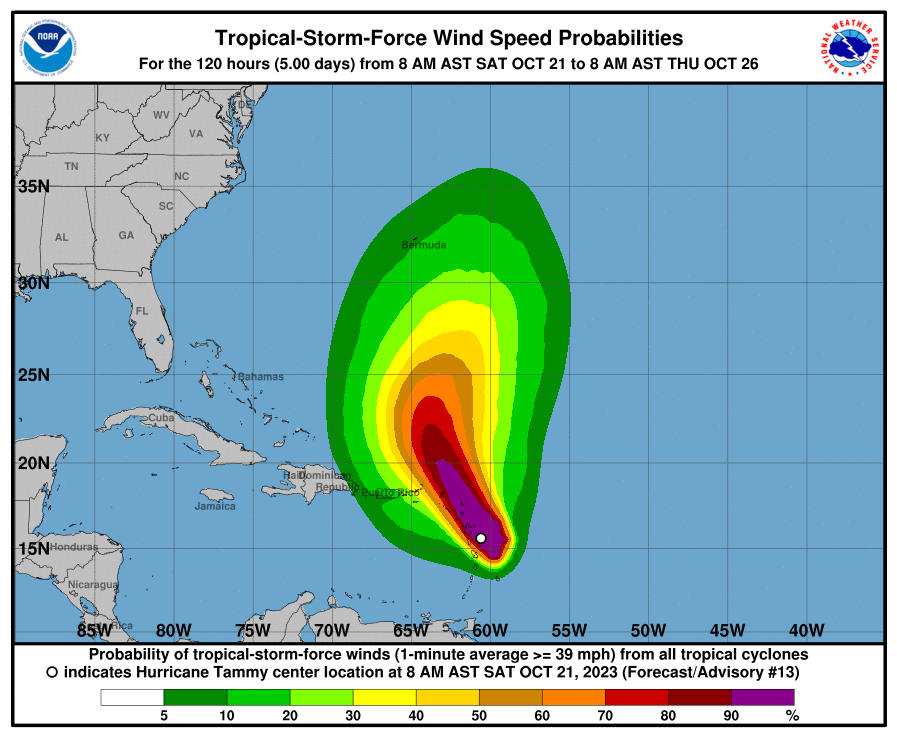 Tropical-Storm-Force Wind Speed Probabilities
For the 120 hours (5.00 days) from 8 AM AST SAT OCT 21 to 8 AM AST THU OCT 26
NOAA
NATIONAL WEATHER SERVICE
DE
WV
KY
VA
TN
NC
35N
SC
AL
GA
Bermuda
30N
FL
25N
Bahamas
Cuba
20N
Dominican
Republic
Puerto Rico
Jamaica
15N
Honduras
Nicaragua
Rica
85W 80W 75W 70W 65W 60W 55W 50W 45W 40W
Probability of tropical-storm-force winds (1-minute average >= 39 mph) from all tropical cyclones
indicates Hurricane Tammy center location at 8 AM AST SAT OCT 21, 2023 (Forecast/Advisory #13)
5 10 20 30 40 50 60 70 80 90 %